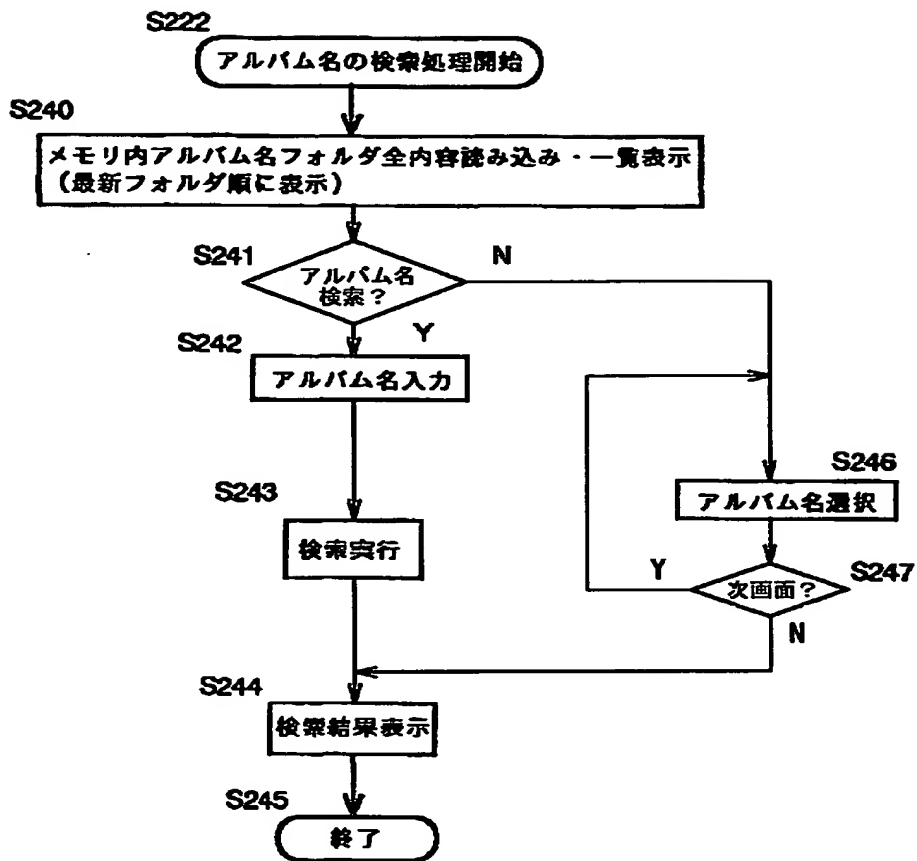 S222
アルバム名の検索処理開始
S240
メモリ内アルバム名フォルダ全内容読み込み・一覧表示
(最新フォルダ順に表示)
S241
アルバム名
検索?
N
Y
S242
アルバム名入力
S243
検索実行
S246
アルバム名選択
S247
次画面?
Y
N
S244
検索結果表示
S245
終了